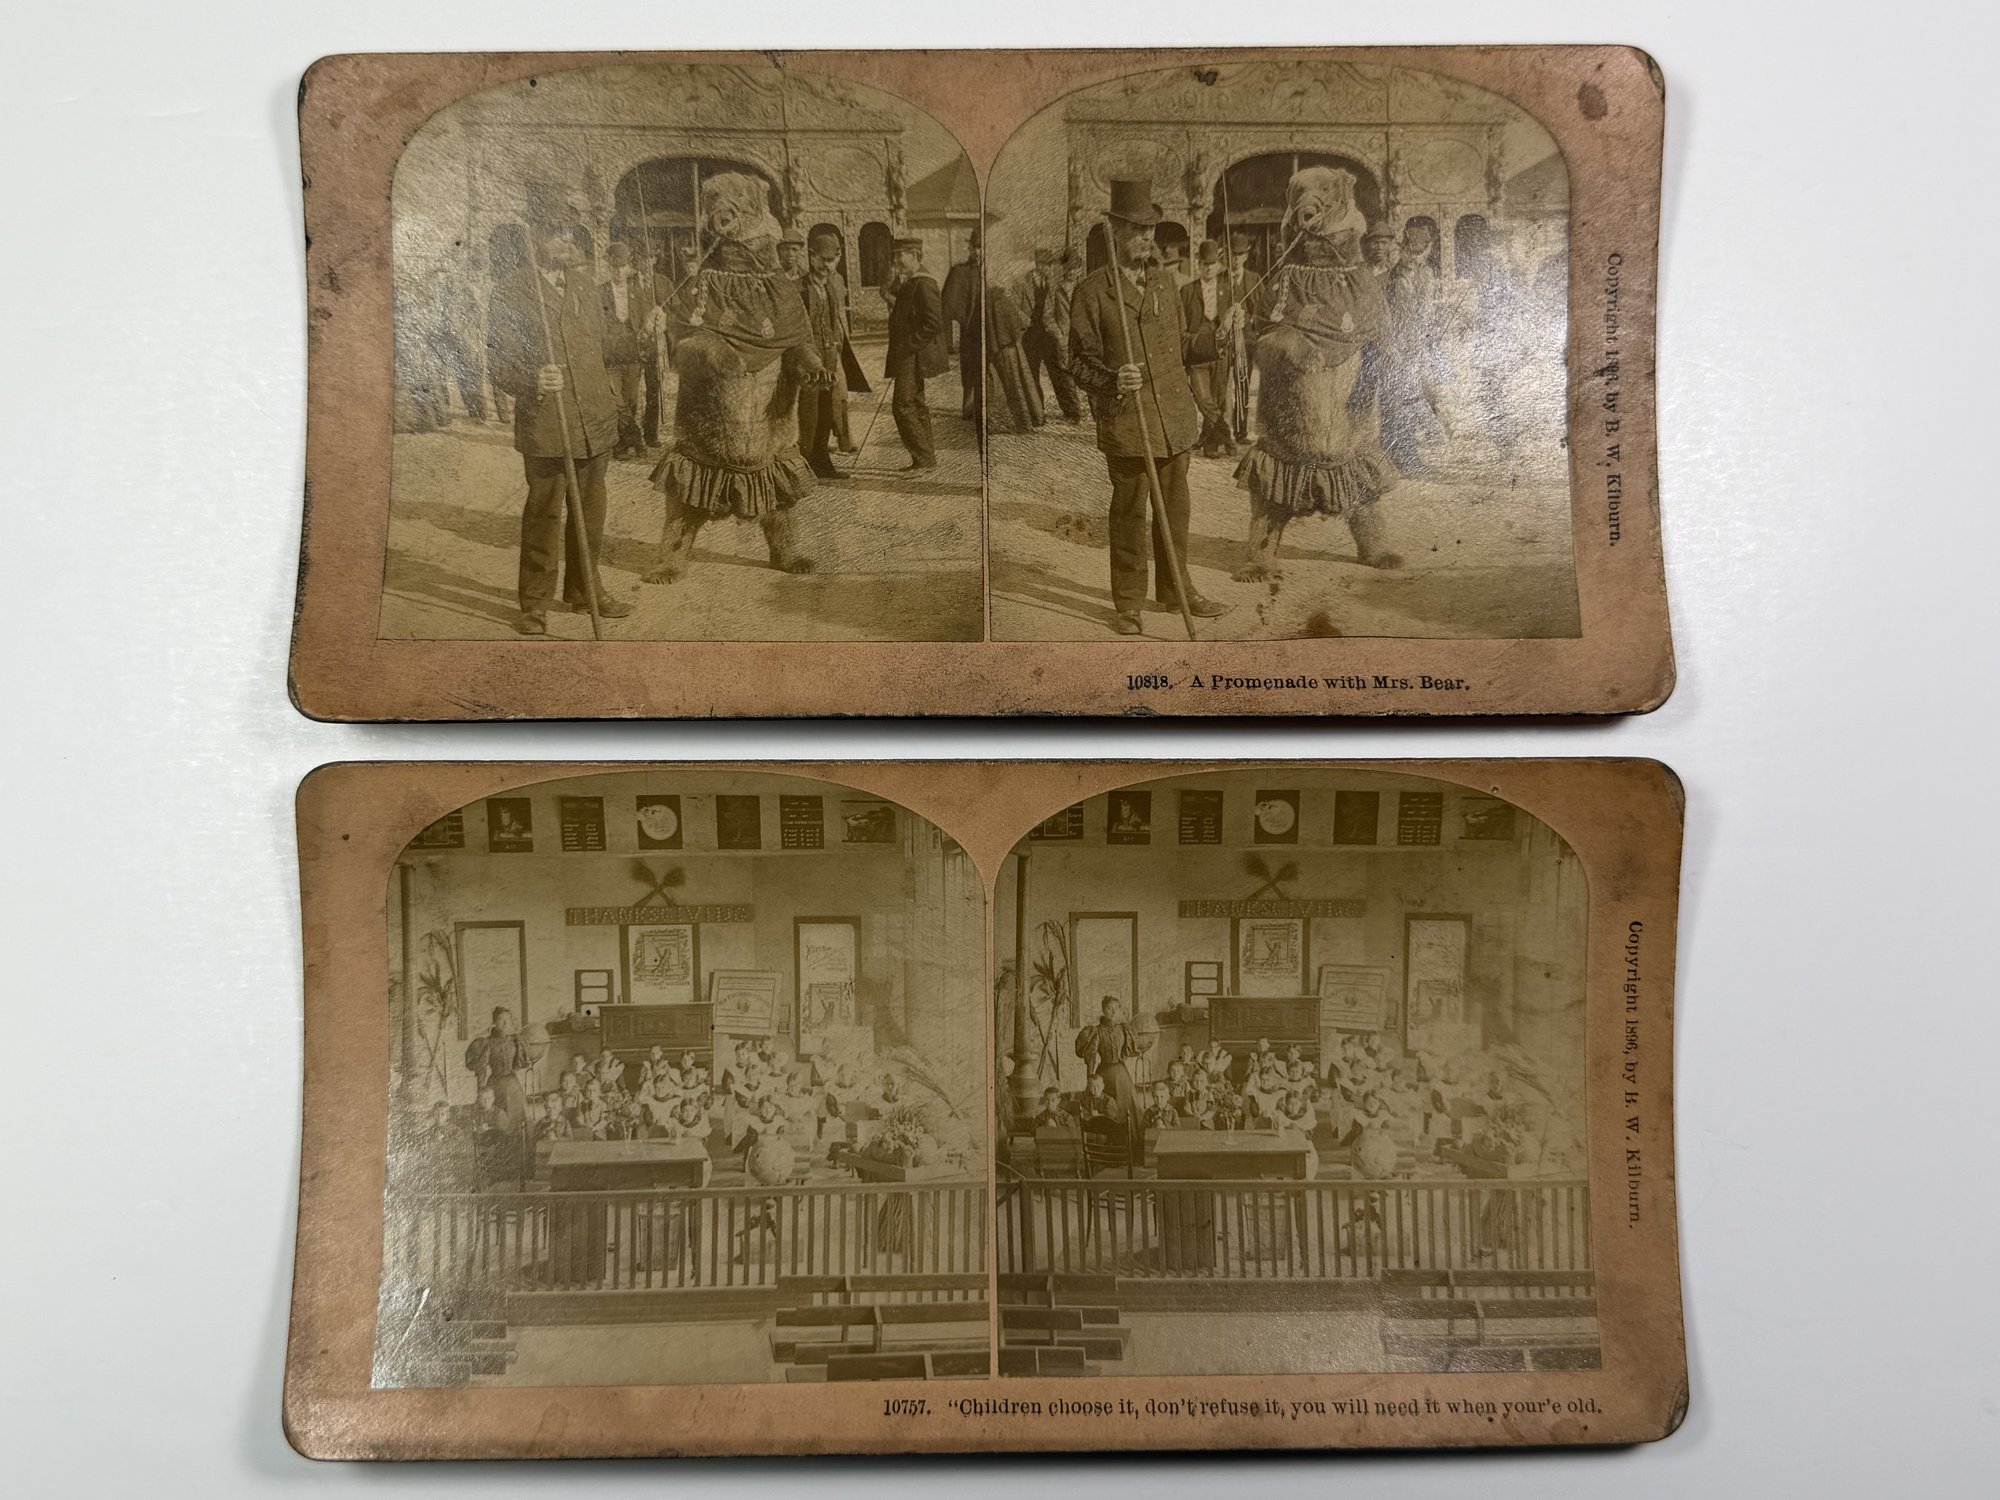 Copyright 1896, by B. W. Kilburn.
10818. A Promenade with Mrs. Bear.
THANKSGIVING
Copyright 1896, by B. W. Kilburn.
10757. "Children choose it, don't refuse it, you will need it when your'e old.